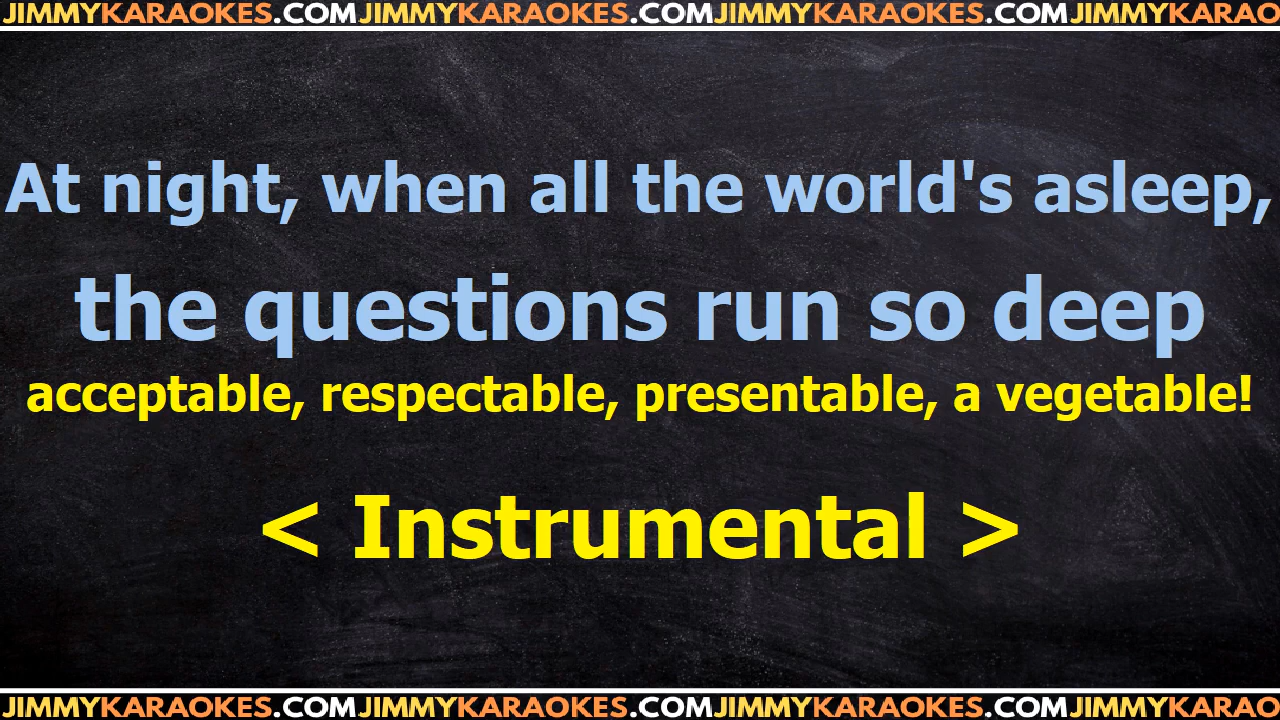 JIMMYKARAOKES.COMJIMMYKARAOKES.COMJIMMYKARAOKES.COMJIMMYKARAO
At night, when all the world's asleep,
the questions run so deep
acceptable, respectable, presentable, a vegetable!
< Instrumental >
JIMMYKARAOKES.COMJIMMYKARAOKES.COMJIMMYKARAOKES.COMJIMMYKARAO